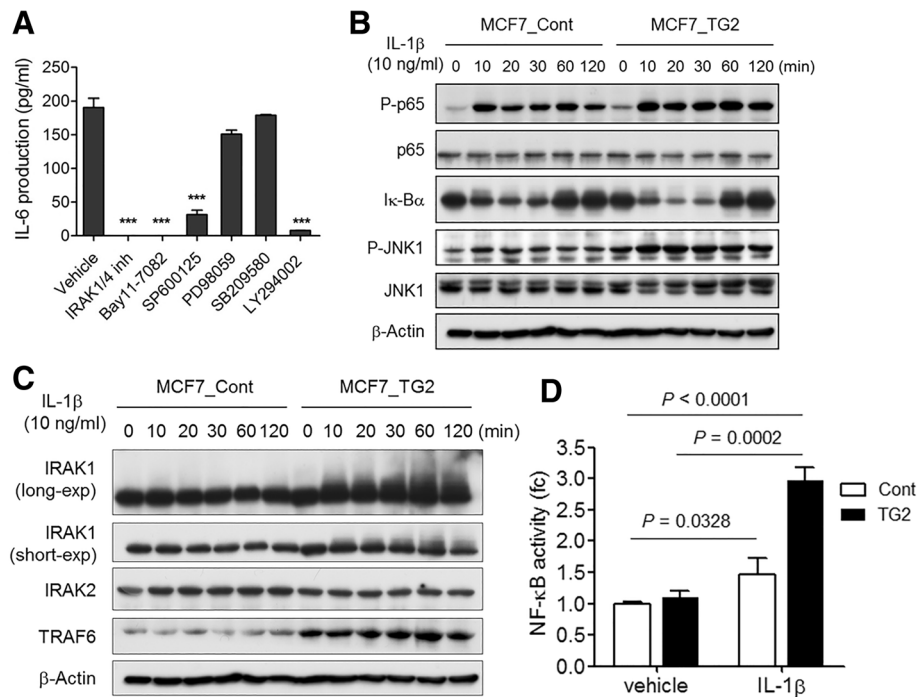 A
IL-6 production (pg/ml)
250
200
150
100
50
0
*** *** *** ***
Vehicle
IRAK1/4 inh
Bay11-7082
SP600125
PD98059
SB209580
LY294002
B
MCF7_Cont MCF7_TG2
IL-1β
(10 ng/ml) 0 10 20 30 60 120 0 10 20 30 60 120 (min)
P-p65
p65
Iκ-Bα
P-JNK1
JNK1
β-Actin
C
MCF7_Cont MCF7_TG2
IL-1β
(10 ng/ml) 0 10 20 30 60 120 0 10 20 30 60 120 (min)
IRAK1
(long-exp)
IRAK1
(short-exp)
IRAK2
TRAF6
β-Actin
D
P < 0.0001
P = 0.0002
P = 0.0328
NF-κB activity (fc)
3.5
3.0
2.5
2.0
1.5
1.0
0.5
0.0
vehicle IL-1β
Cont
TG2